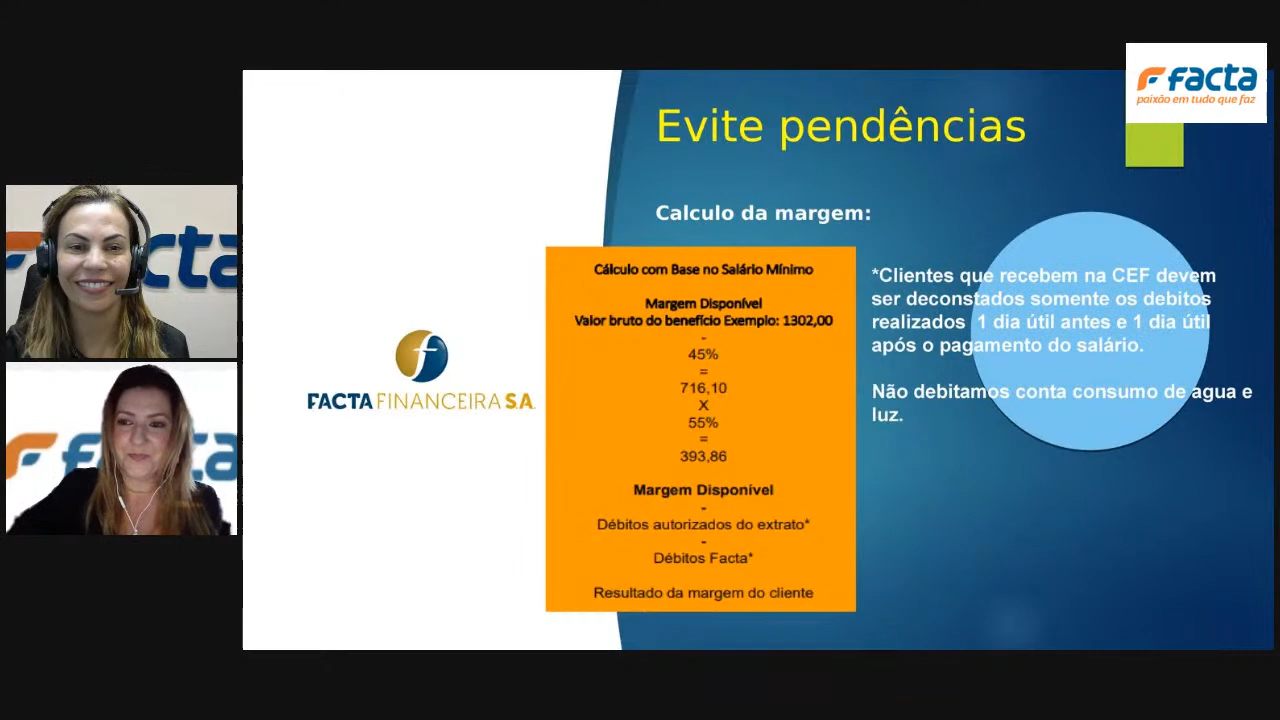 facta
paixão em tudo que faz
Evite pendências
Calculo da margem:
FACTA FINANCEIRA S.A.
Cálculo com Base no Salário Mínimo
Margem Disponível
Valor bruto do benefício Exemplo: 1302,00
-
45%
=
716,10
X
55%
=
393,86
Margem Disponível
-
Débitos autorizados do extrato*
-
Débitos Facta*
Resultado da margem do cliente
*Clientes que recebem na CEF devem
ser deconstados somente os debitos
realizados 1 dia útil antes e 1 dia útil
após o pagamento do salário.
Não debitamos conta consumo de agua e
luz.
facta